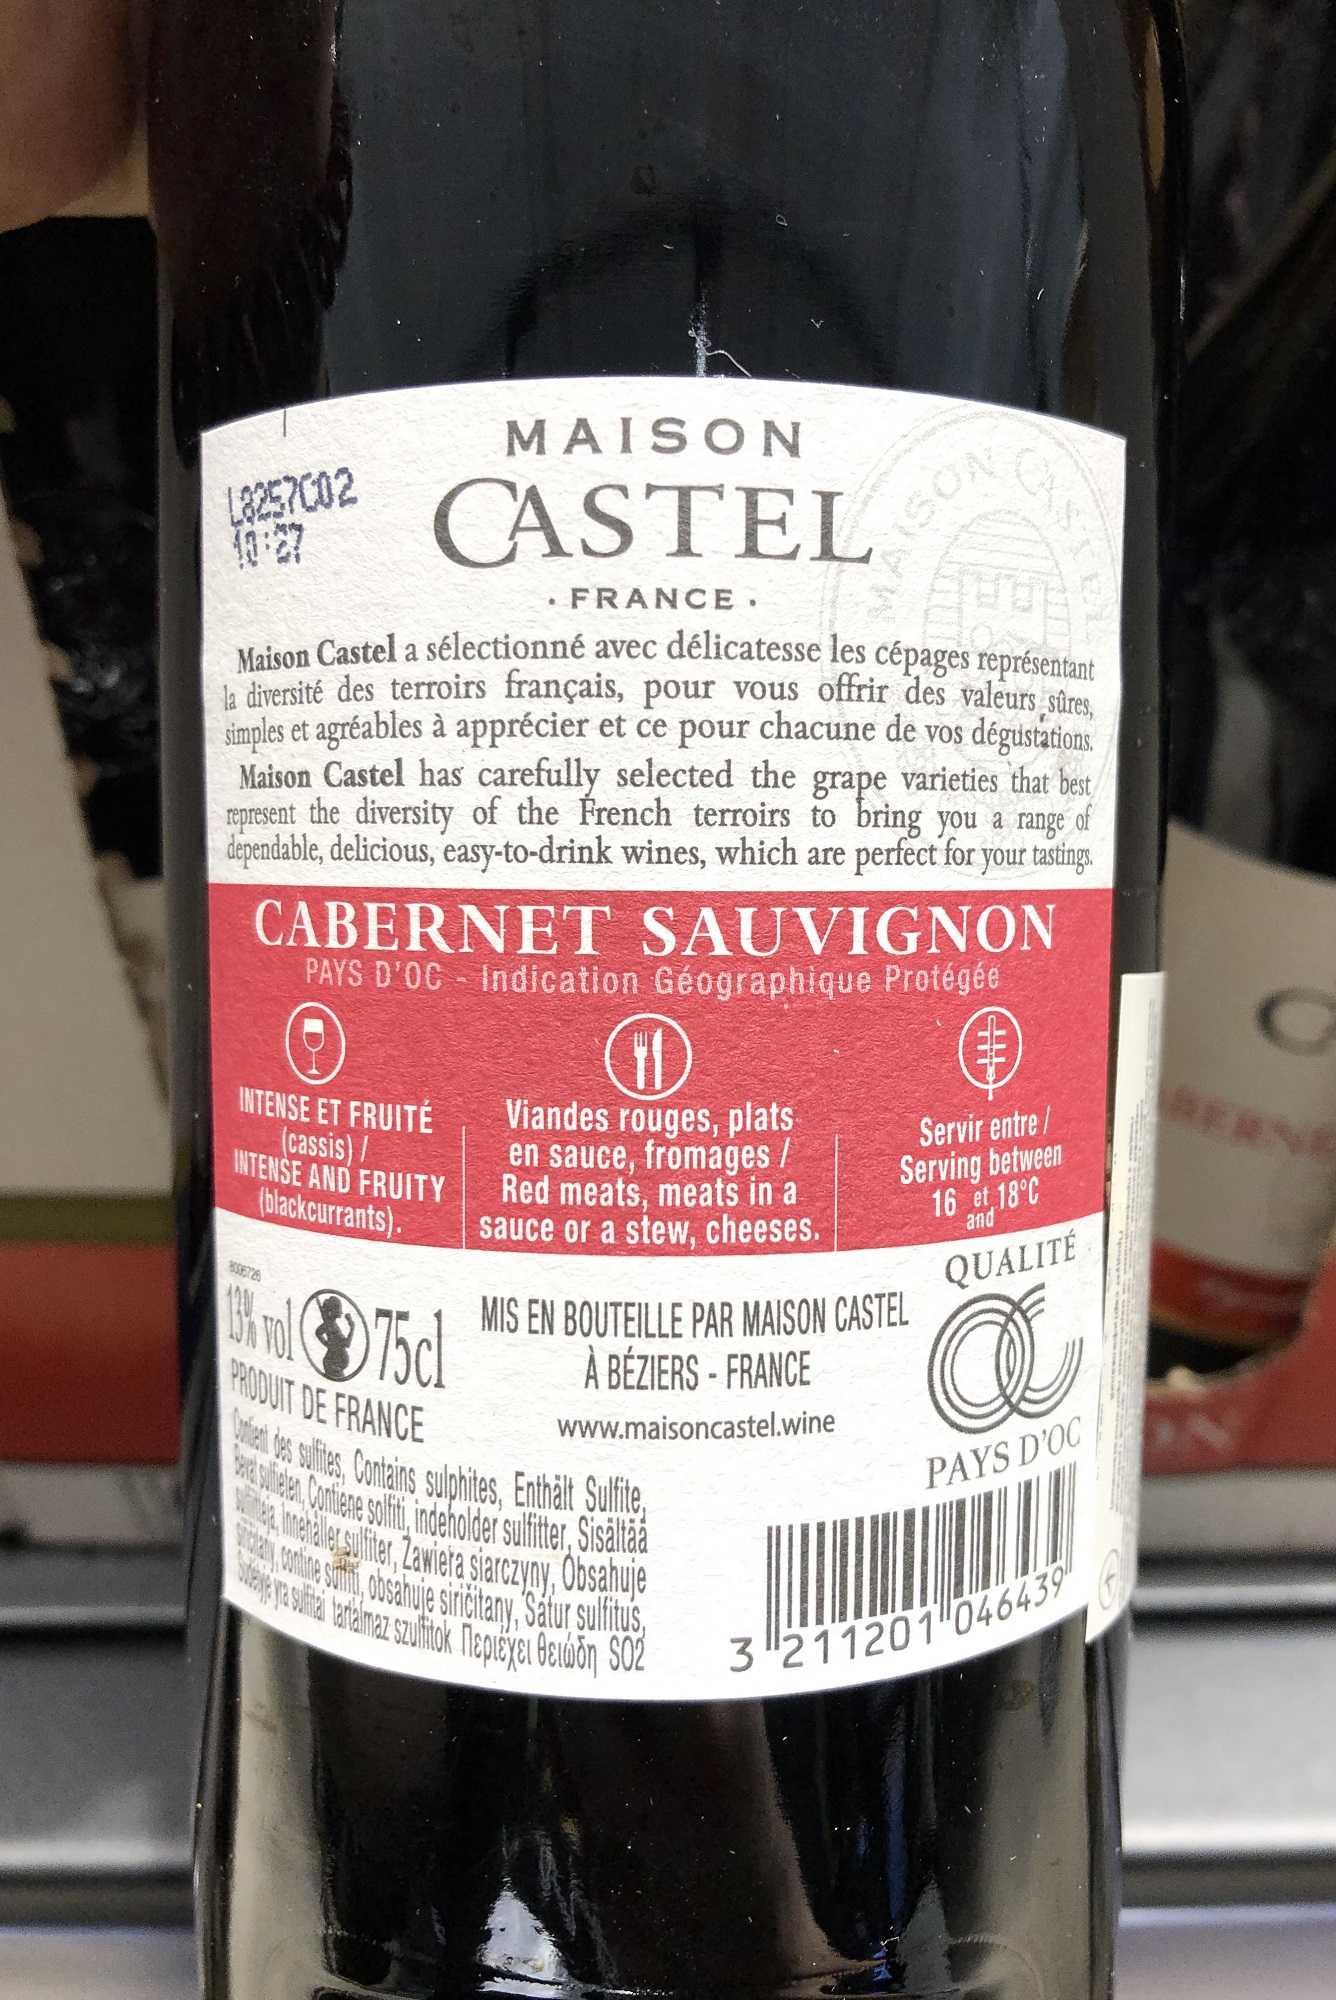 MAISON
CASTEL
· FRANCE ·
L8257C02
10:27
MAISON CASTEL
Maison Castel a sélectionné avec délicatesse les cépages représentant
la diversité des terroirs français, pour vous offrir des valeurs sûres,
simples et agréables à apprécier et ce pour chacune de vos dégustations.
Maison Castel has carefully selected the grape varieties that best
represent the diversity of the French terroirs to bring you a range of
dependable, delicious, easy-to-drink wines, which are perfect for your tastings.
CABERNET SAUVIGNON
PAYS D'OC - Indication Géographique Protégée
INTENSE ET FRUITÉ
(cassis) /
INTENSE AND FRUITY
(blackcurrants).
Viandes rouges, plats
en sauce, fromages /
Red meats, meats in a
sauce or a stew, cheeses.
Servir entre /
Serving between
16 et 18°C
and
13% vol 75cl
PRODUIT DE FRANCE
MIS EN BOUTEILLE PAR MAISON CASTEL
À BÉZIERS - FRANCE
www.maisoncastel.wine
QUALITÉ
OC
PAYS D'OC
Contient des sulfites, Contains sulphites, Enthält Sulfite,
Bevat sulfieten, Contiene solfiti, indeholder sulfitter, Sisältää
sulfiitteja, Innehåller sulfiter, Zawiera siarczyny, Obsahuje
siričitany, contine sulfiti, obsahuje siričitany, Satur sulfitus,
Sudėtyje yra sulfitai tartalmaz szulfitok Περιέχει θειώδη SO2
3 211201 046439